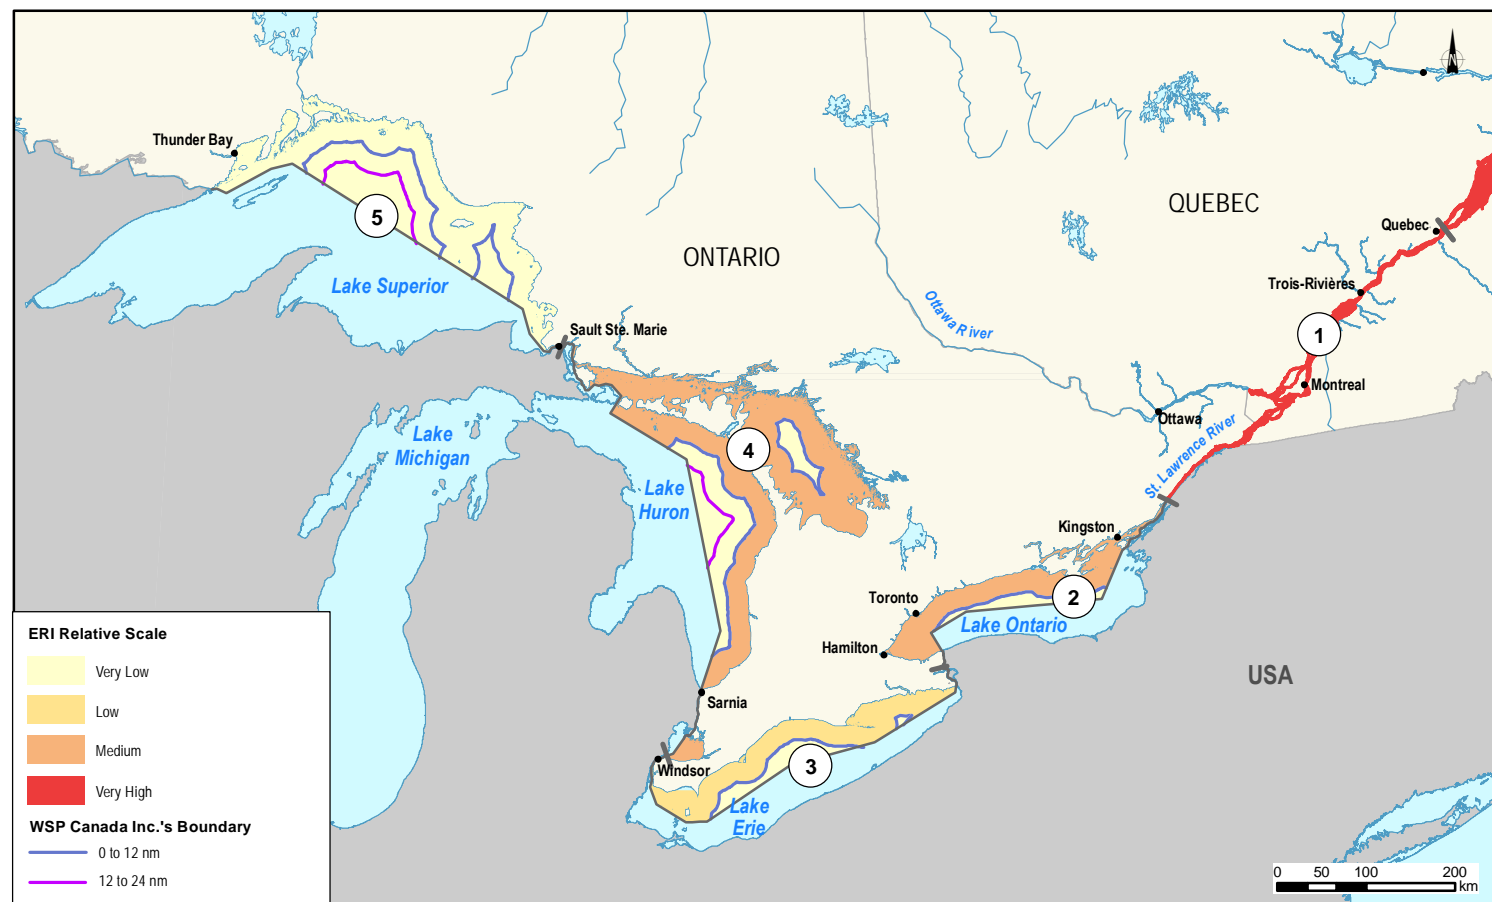 N
Thunder Bay
QUEBEC
Quebec
5
ONTARIO
Trois-Rivières
Lake Superior
Ottawa River
Sault Ste. Marie
1
Montreal
Ottawa
Lake
Michigan
4
St. Lawrence River
Lake
Huron
Kingston
Toronto
2
Lake Ontario
Hamilton
USA
Sarnia
Windsor
3
Lake
Erie
ERI Relative Scale
Very Low
Low
Medium
Very High
WSP Canada Inc.'s Boundary
0 to 12 nm
12 to 24 nm
0 50 100 200
km